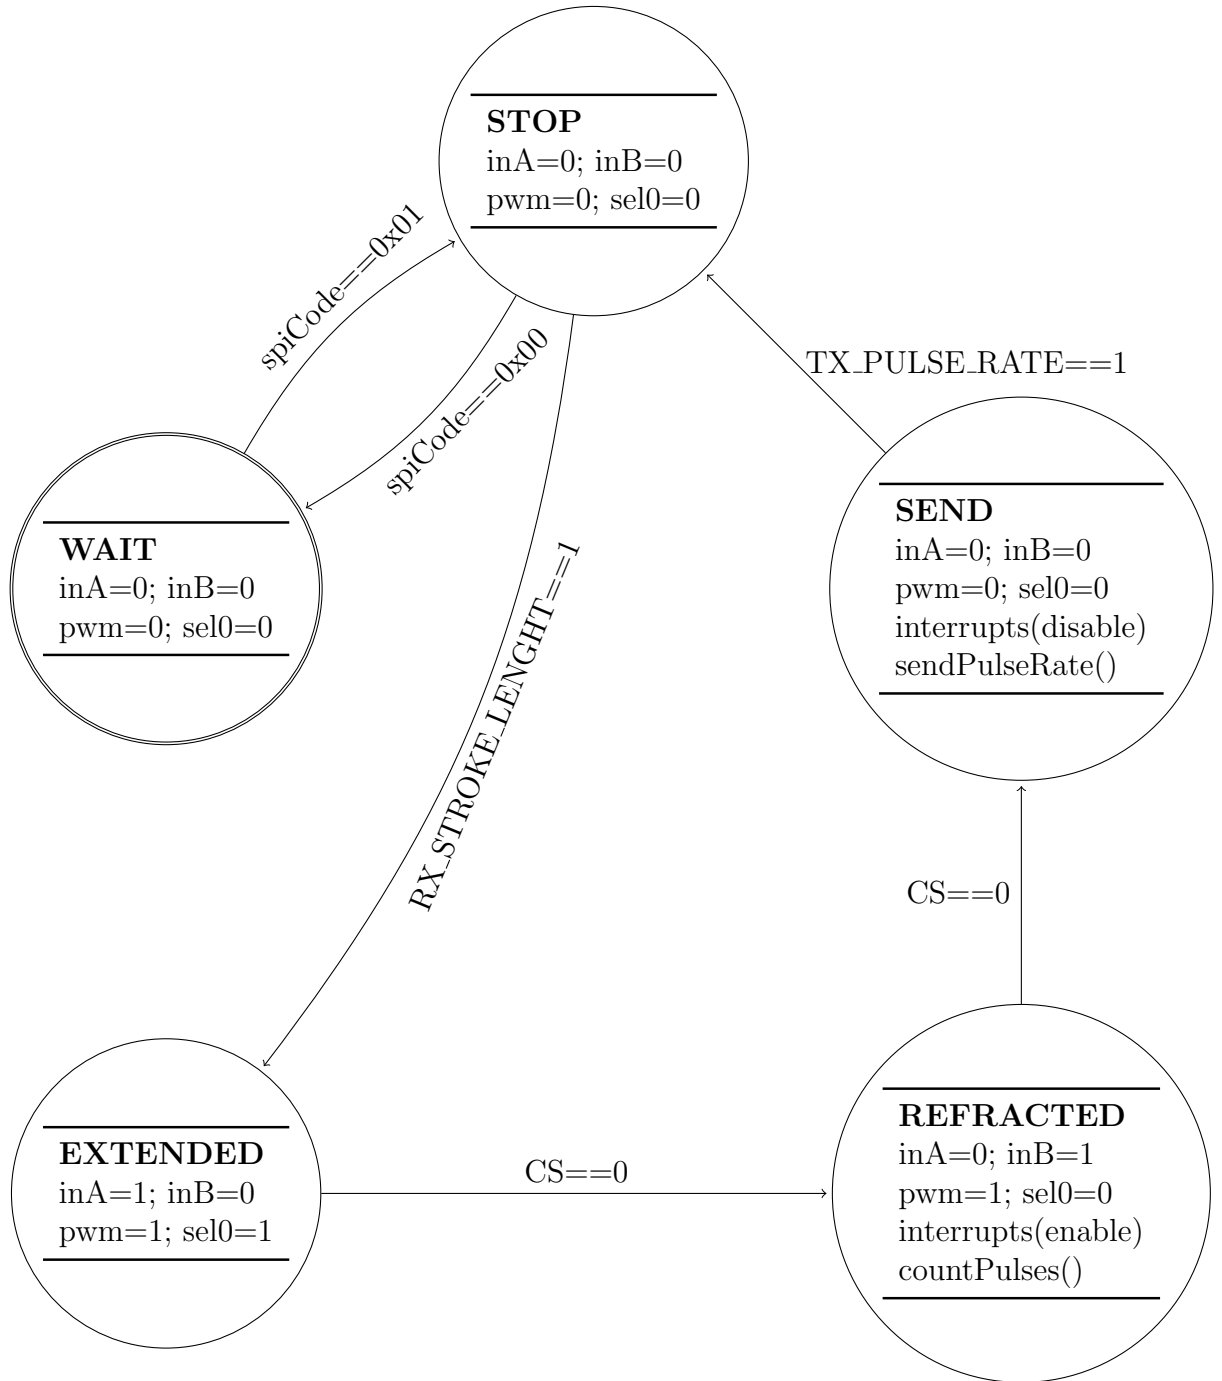 STOP
inA=0; inB=0
pwm=0; sel0=0
spiCode==0x01
spiCode==0x00
TX_PULSE_RATE==1
WAIT
inA=0; inB=0
pwm=0; sel0=0
RX_STROKE_LENGHT==1
SEND
inA=0; inB=0
pwm=0; sel0=0
interrupts(disable)
sendPulseRate()
CS==0
EXTENDED
inA=1; inB=0
pwm=1; sel0=1
CS==0
REFRACTED
inA=0; inB=1
pwm=1; sel0=0
interrupts(enable)
countPulses()